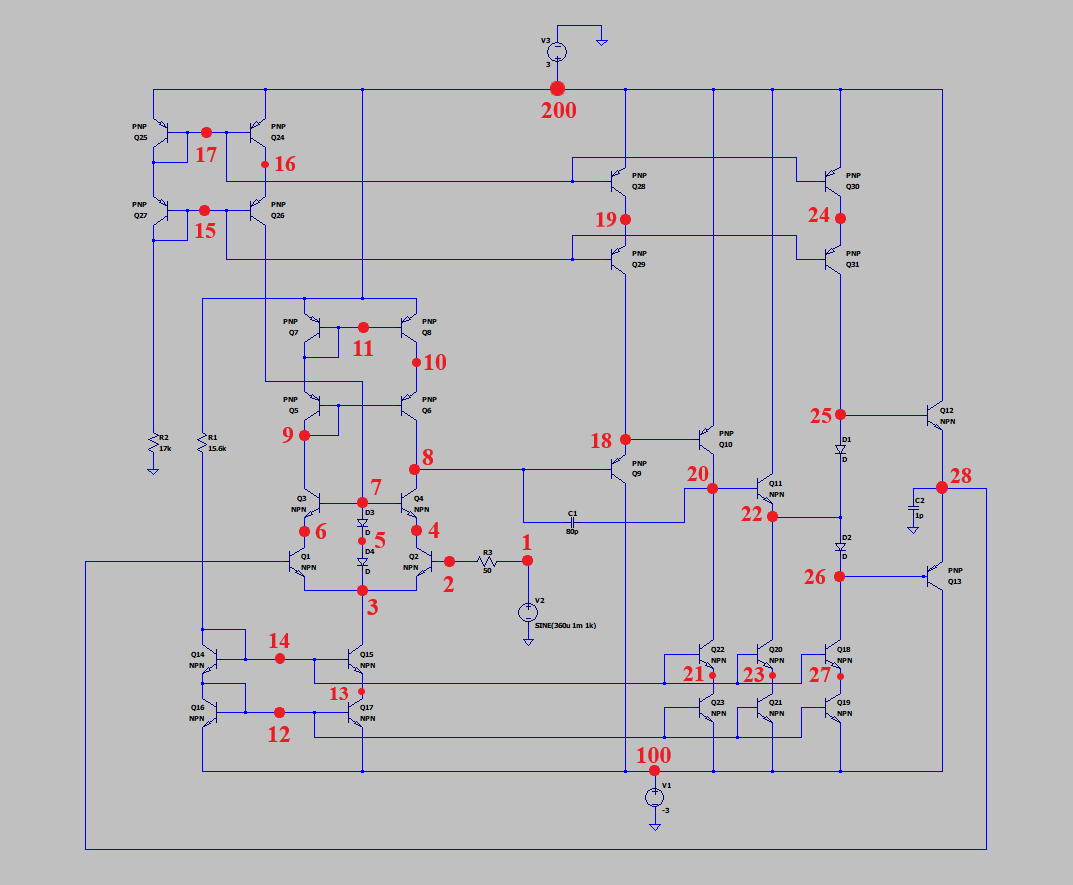 V3
3
200
PNP
Q25
17
PNP
Q24
16
PNP
Q28
PNP
Q30
PNP
Q27
15
PNP
Q26
19
24
PNP
Q29
PNP
Q31
PNP
Q7
11
PNP
Q8
10
PNP
Q5
PNP
Q6
9
25
Q12
NPN
R2
17k
R1
15.6k
18
PNP
Q10
D1
D
8
PNP
Q9
20
Q11
NPN
28
Q3
NPN
7
Q4
NPN
C2
1p
D3
D
C1
80p
22
6
5
4
1
D2
D
Q1
NPN
D4
D
Q2
NPN
2
R3
50
26
PNP
Q13
3
V2
SINE(360u 1m 1k)
14
Q14
NPN
Q15
NPN
Q22
NPN
Q20
NPN
Q18
NPN
13
21
23
27
Q16
NPN
12
Q17
NPN
Q23
NPN
Q21
NPN
Q19
NPN
100
V1
-3